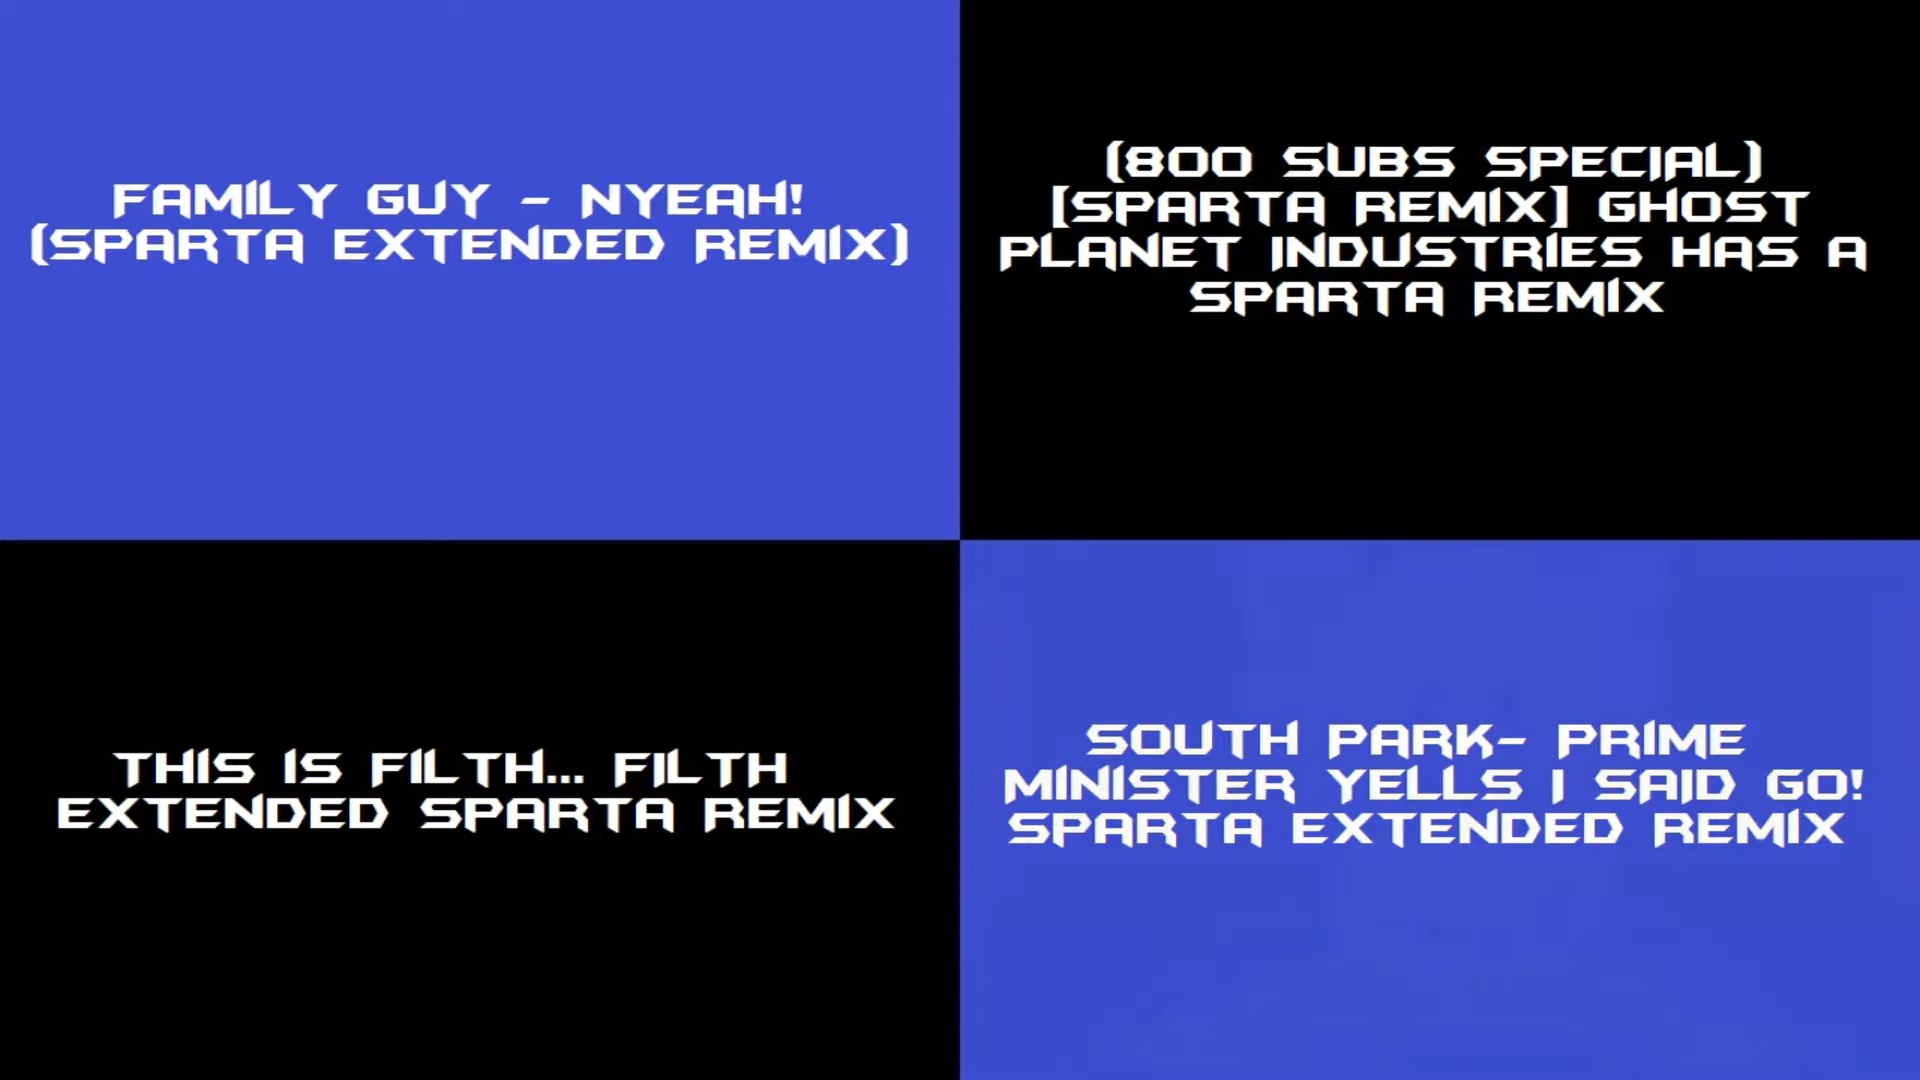 FAMILY GUY - NYEAH!
(SPARTA EXTENDED REMIX)
(800 SUBS SPECIAL)
[SPARTA REMIX] GHOST
PLANET INDUSTRIES HAS A
SPARTA REMIX
THIS IS FILTH... FILTH
EXTENDED SPARTA REMIX
SOUTH PARK- PRIME
MINISTER YELLS I SAID GO!
SPARTA EXTENDED REMIX